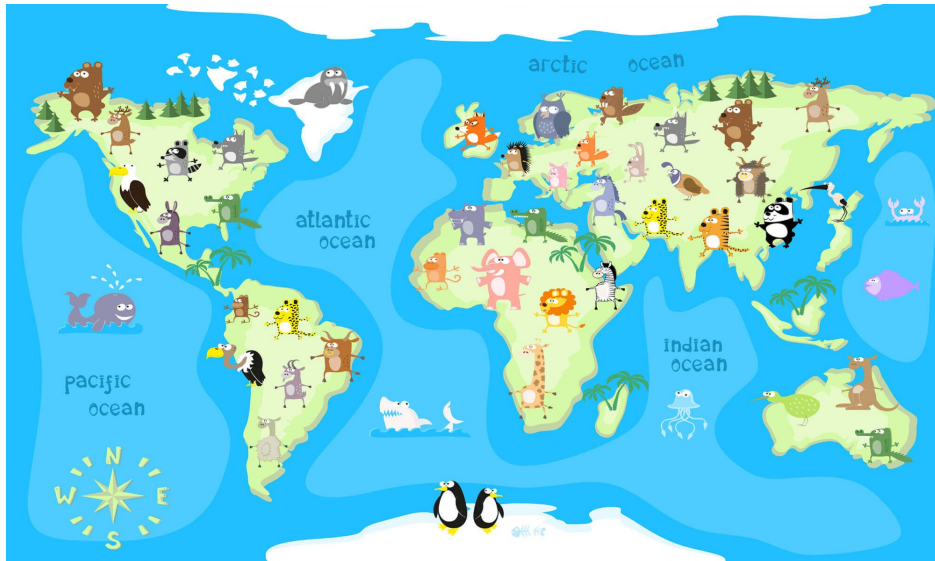 arctic ocean
atlantic
ocean
indian
ocean
pacific
ocean
N
W E
S